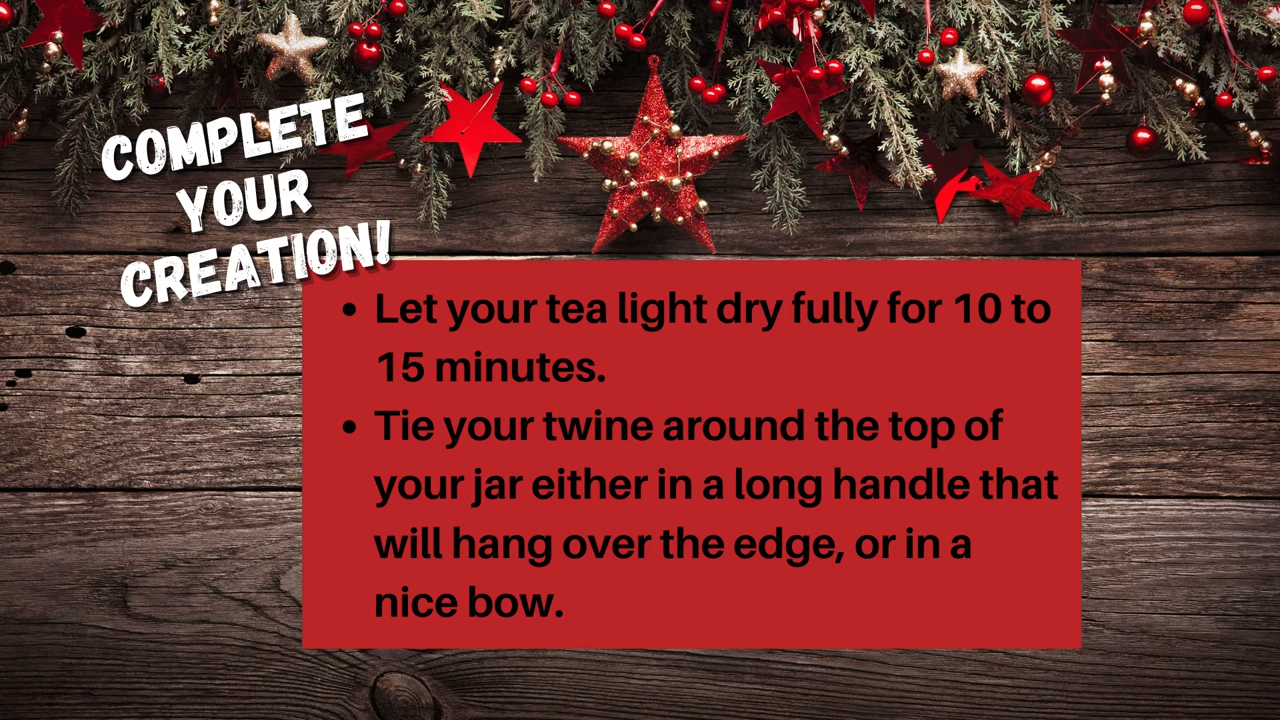 COMPLETE
YOUR
CREATION!
• Let your tea light dry fully for 10 to
15 minutes.
• Tie your twine around the top of
your jar either in a long handle that
will hang over the edge, or in a
nice bow.